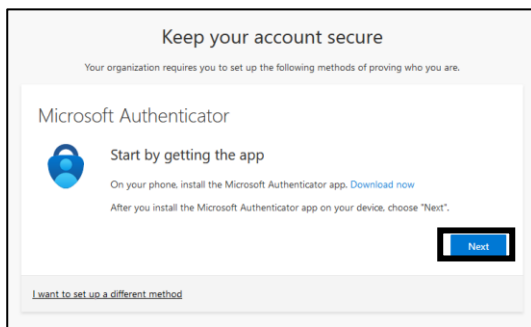 Keep your account secure
Your organization requires you to set up the following methods of proving who you are.
Microsoft Authenticator
Start by getting the app
On your phone, install the Microsoft Authenticator app. Download now
After you install the Microsoft Authenticator app on your device, choose "Next".
Next
I want to set up a different method